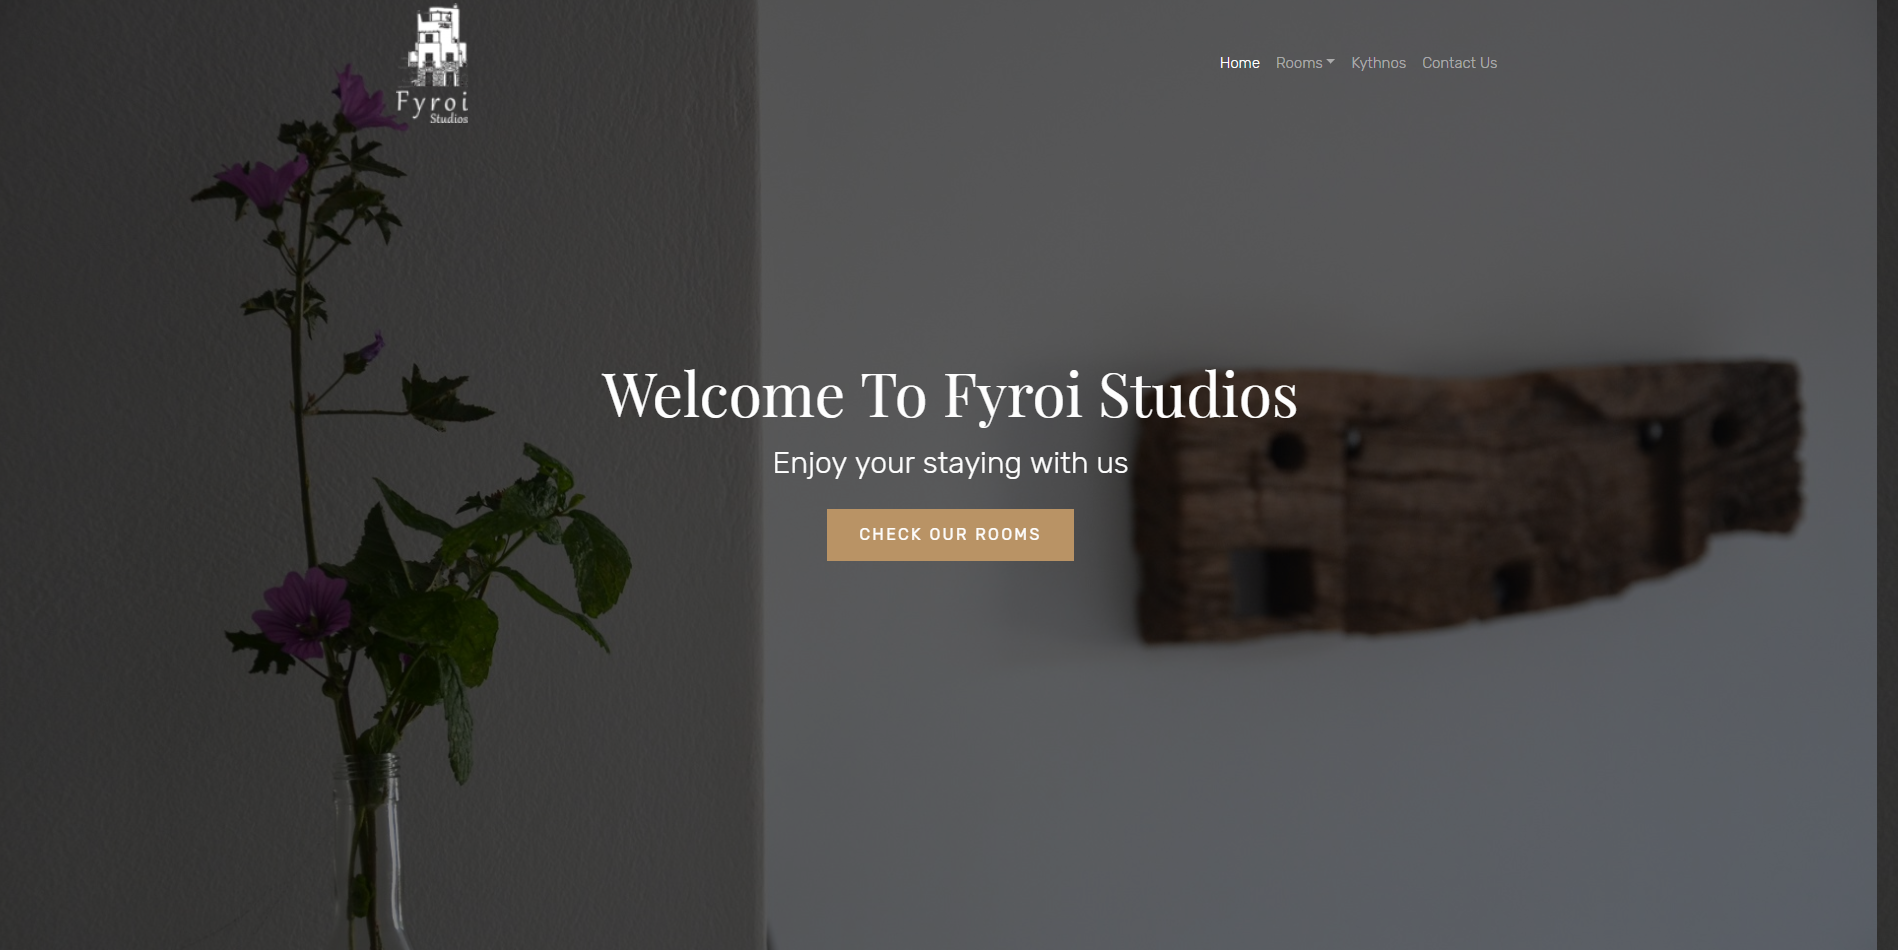 Fyroi
Studios
Home Rooms Kythnos Contact Us
Welcome To Fyroi Studios
Enjoy your staying with us
CHECK OUR ROOMS